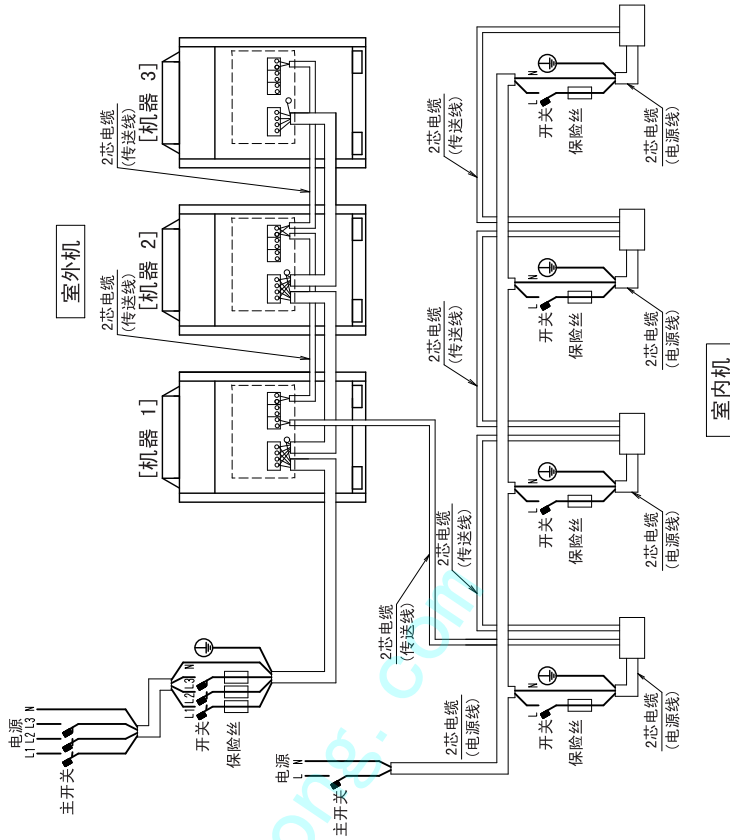 电源
L1 L2 L3 N
主开关
室外机
2芯电缆
(传送线)
2芯电缆
(传送线)
[机器 1]
[机器 2]
[机器 3]
L1 L2 L3 N
开关
保险丝
电源
L N
主开关
2芯电缆
(传送线)
2芯电缆
(电源线)
2芯电缆
(传送线)
2芯电缆
(传送线)
2芯电缆
(传送线)
L N
开关
保险丝
L N
开关
保险丝
L N
开关
保险丝
L N
开关
保险丝
2芯电缆
(电源线)
2芯电缆
(电源线)
2芯电缆
(电源线)
2芯电缆
(电源线)
室内机
ong. com